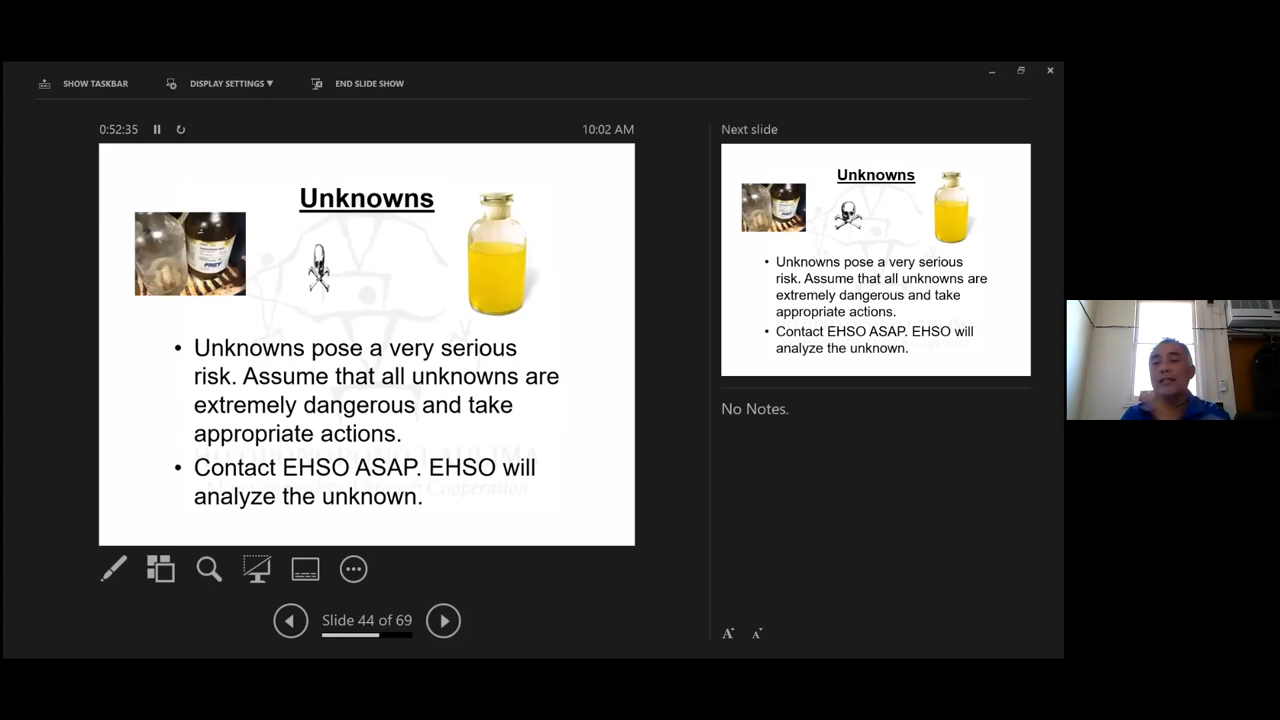 SHOW TASKBAR
DISPLAY SETTINGS ▼
END SLIDE SHOW
0:52:35
10:02 AM
Unknowns
• Unknowns pose a very serious
risk. Assume that all unknowns are
extremely dangerous and take
appropriate actions.
• Contact EHSO ASAP. EHSO will
analyze the unknown.
Slide 44 of 69
Next slide
Unknowns
• Unknowns pose a very serious
risk. Assume that all unknowns are
extremely dangerous and take
appropriate actions.
• Contact EHSO ASAP. EHSO will
analyze the unknown.
No Notes.
A A